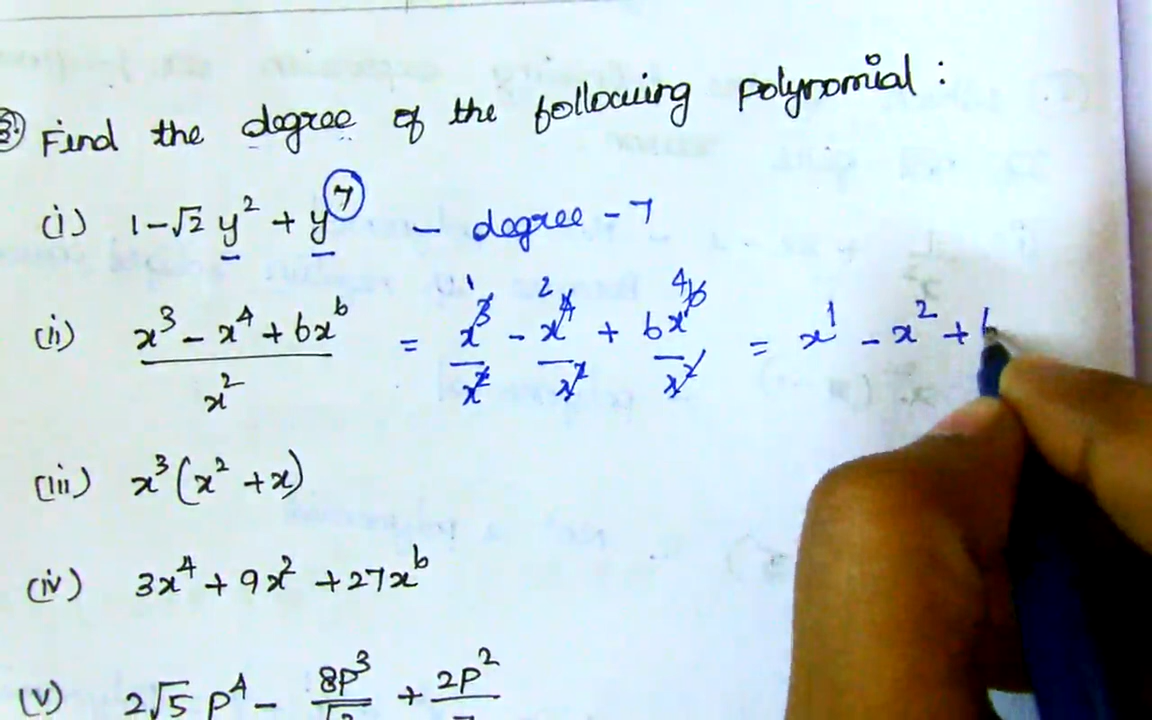 3) Find the degree of the following polynomial :
(i) 1-√2 y² + y⁷ - degree - 7
(ii) (x³ - x⁴ + 6x⁶)/x² = x³/x² - x⁴/x² + 6x⁶/x² = x¹ - x² + 6
(iii) x³(x² + x)
(iv) 3x⁴ + 9x² + 27x⁶
(v) 2√5 p⁴ - 8p³/√ + 2p²/